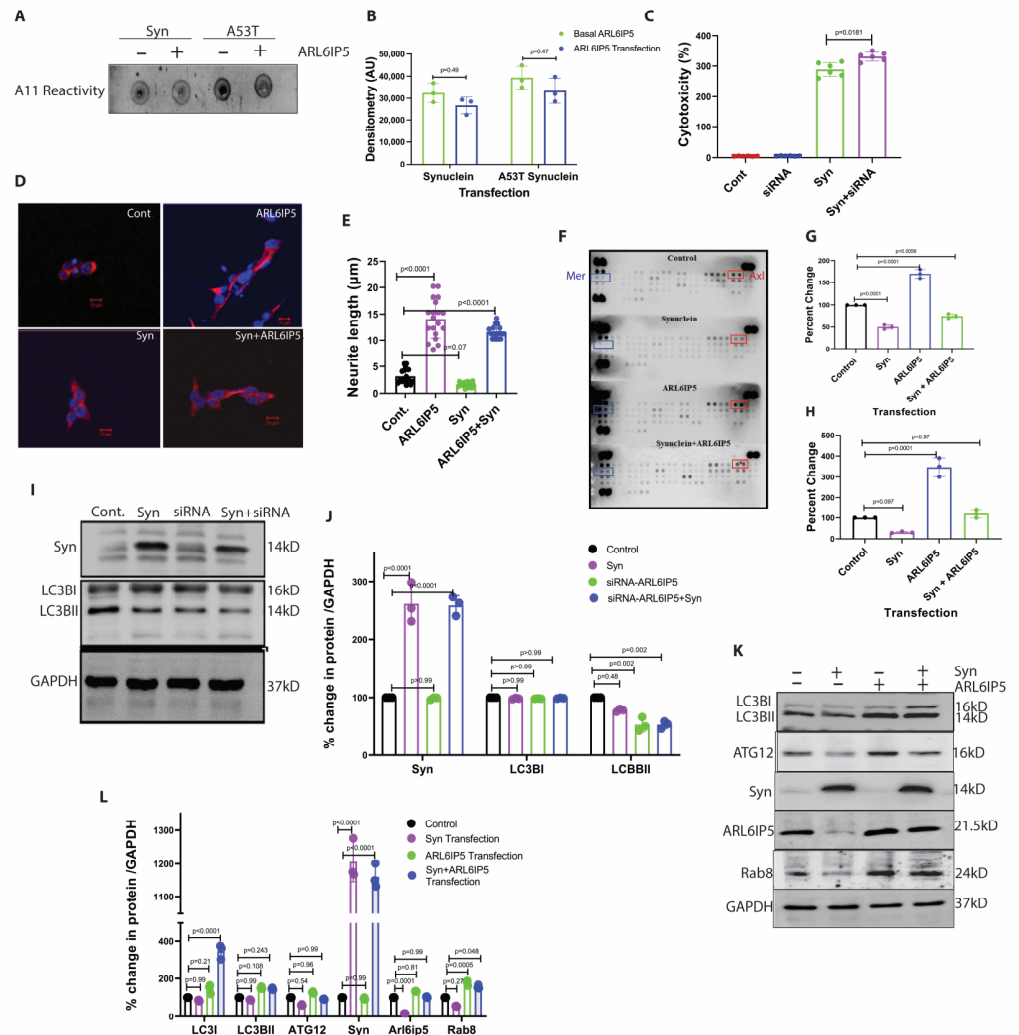 A
Syn A53T
– + – + ARL6IP5
A11 Reactivity
B
Basal ARL6IP5
ARL6IP5 Transfection
Densitometry (AU)
50,000
40,000
30,000
20,000
10,000
0
p=0.49
p=0.47
Synuclein A53T Synuclein
Transfection
C
Cytotoxicity (%)
400
300
200
100
0
p=0.0181
Cont siRNA Syn Syn+siRNA
D
Cont ARL6IP5
Syn Syn+ARL6IP5
E
Neurite length (μm)
25
20
15
10
5
0
p<0.0001
p<0.0001
p=0.07
Cont. ARL6IP5 Syn ARL6IP5+Syn
F
Control
Mer Axl
Synuclein
ARL6IP5
Synuclein+ARL6IP5
G
Percent Change
200
150
100
50
0
p<0.0001
p<0.0001
Control Syn ARL6IP5 Syn + ARL6IP5
Transfection
H
Percent Change
600
500
400
300
200
100
0
p=0.97
p=0.0001
p=0.097
Control Syn ARL6IP5 Syn + ARL6IP5
Transfection
I
Cont. Syn siRNA Syn+siRNA
Syn 14kD
LC3BI 16kD
LC3BII 14kD
GAPDH 37kD
J
Control
Syn
siRNA-ARL6IP5
siRNA-ARL6IP5+Syn
% change in protein /GAPDH
300
200
100
0
p<0.0001
p<0.0001
p>0.99
p>0.99
p>0.99
p>0.99
p=0.002
p=0.002
p=0.48
Syn LC3BI LCBBII
K
– + – + Syn
– – + + ARL6IP5
LC3BI 16kD
LC3BII 14kD
ATG12 16kD
Syn 14kD
ARL6IP5 21.5kD
Rab8 24kD
GAPDH 37kD
L
Control
Syn Transfection
ARL6IP5 Transfection
Syn+ARL6IP5
Transfection
% change in protein /GAPDH
1300
1100
400
200
0
p<0.0001
p<0.0001
p<0.0001
p=0.21
p=0.99
p=0.243
p=0.108
p=0.99
p=0.99
p=0.96
p=0.54
p=0.99
p=0.99
p=0.81
p=0.0001
p=0.048
p=0.0005
p=0.27
LC3I LC3BII ATG12 Syn Arl6ip5 Rab8